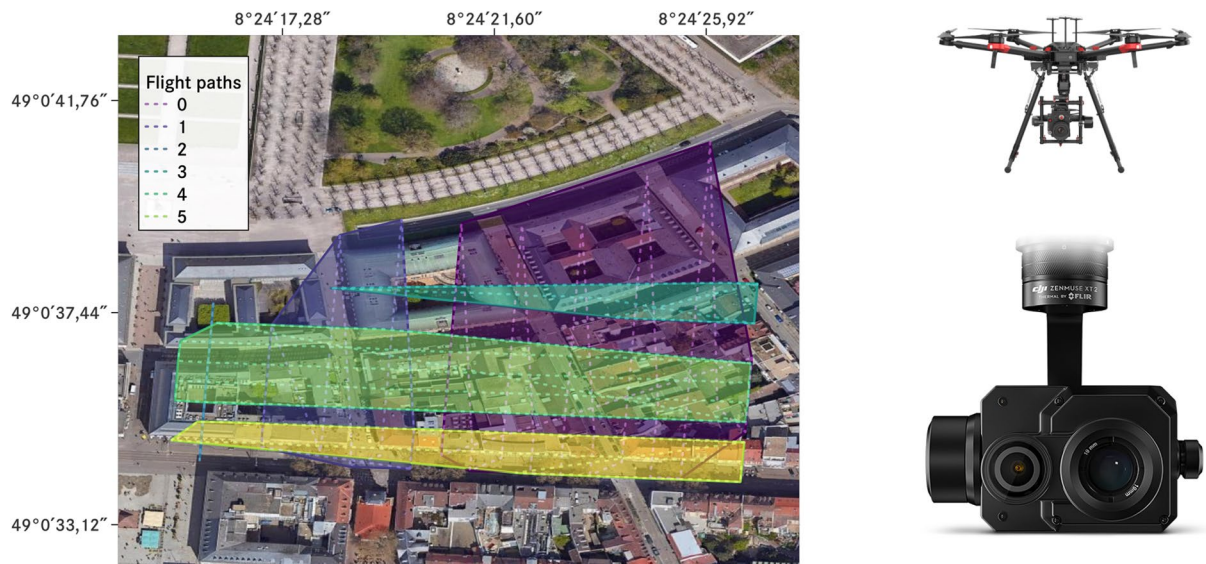 8°24′17,28″ 8°24′21,60″ 8°24′25,92″
Flight paths
0
1
2
3
4
5
49°0′41,76″
49°0′37,44″
49°0′33,12″
dji ZENMUSE XT2
THERMAL BY FLIR